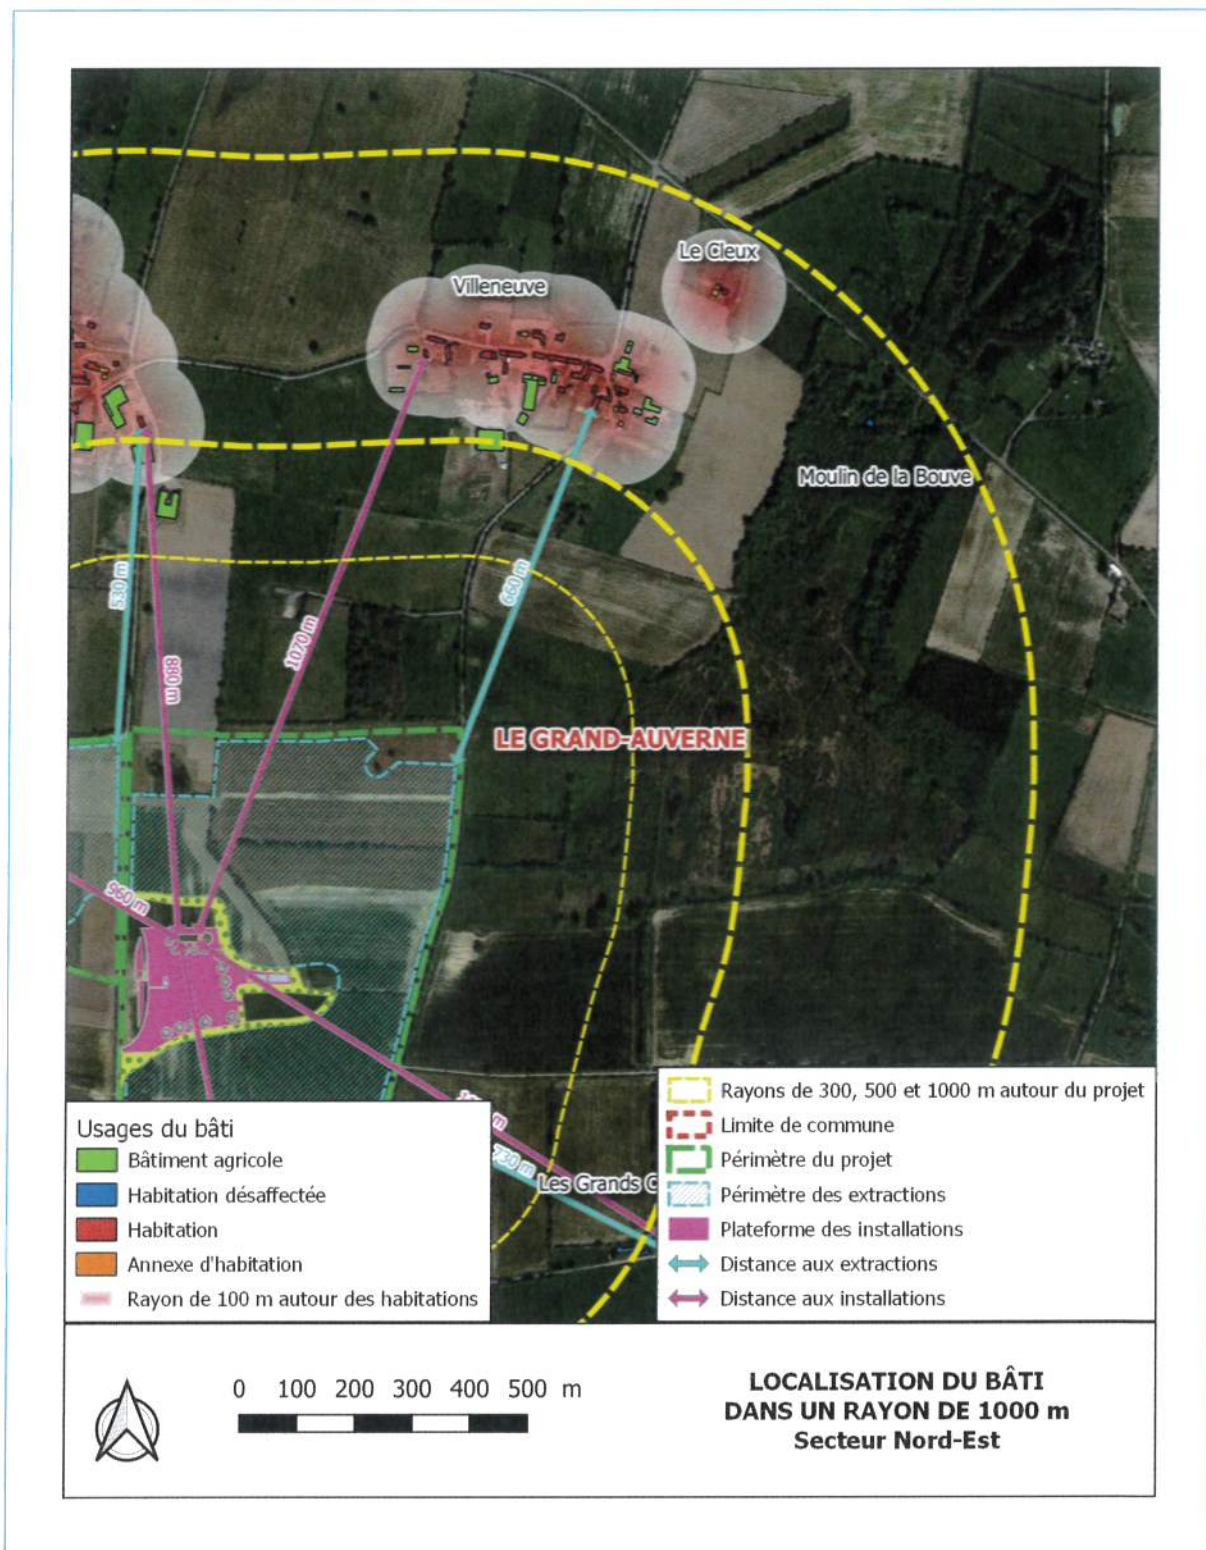 Le Cleux
Villeneuve
Moulin de la Bouve
530 m
880 m
1070 m
660 m
LE GRAND-AUVERNE
960 m
m
730 m
Les Grands C
Usages du bâti
Bâtiment agricole
Habitation désaffectée
Habitation
Annexe d'habitation
Rayon de 100 m autour des habitations
Rayons de 300, 500 et 1000 m autour du projet
Limite de commune
Périmètre du projet
Périmètre des extractions
Plateforme des installations
Distance aux extractions
Distance aux installations
0 100 200 300 400 500 m
LOCALISATION DU BÂTI
DANS UN RAYON DE 1000 m
Secteur Nord-Est